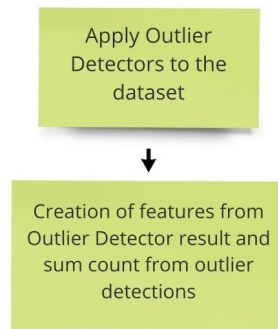 Apply Outlier
Detectors to the
dataset
Creation of features from
Outlier Detector result and
sum count from outlier
detections